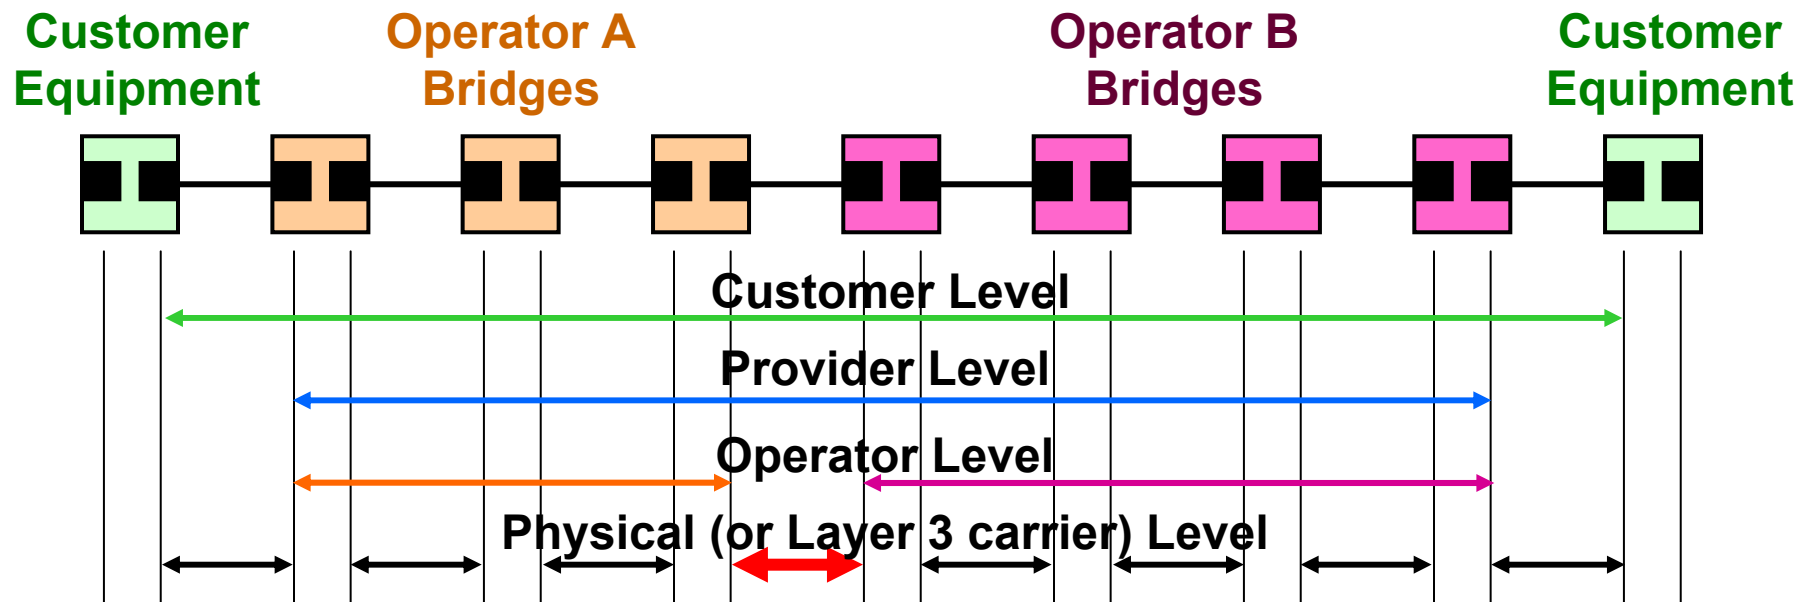 Customer
Equipment
Operator A
Bridges
Operator B
Bridges
Customer
Equipment
Customer Level
Provider Level
Operator Level
Physical (or Layer 3 carrier) Level